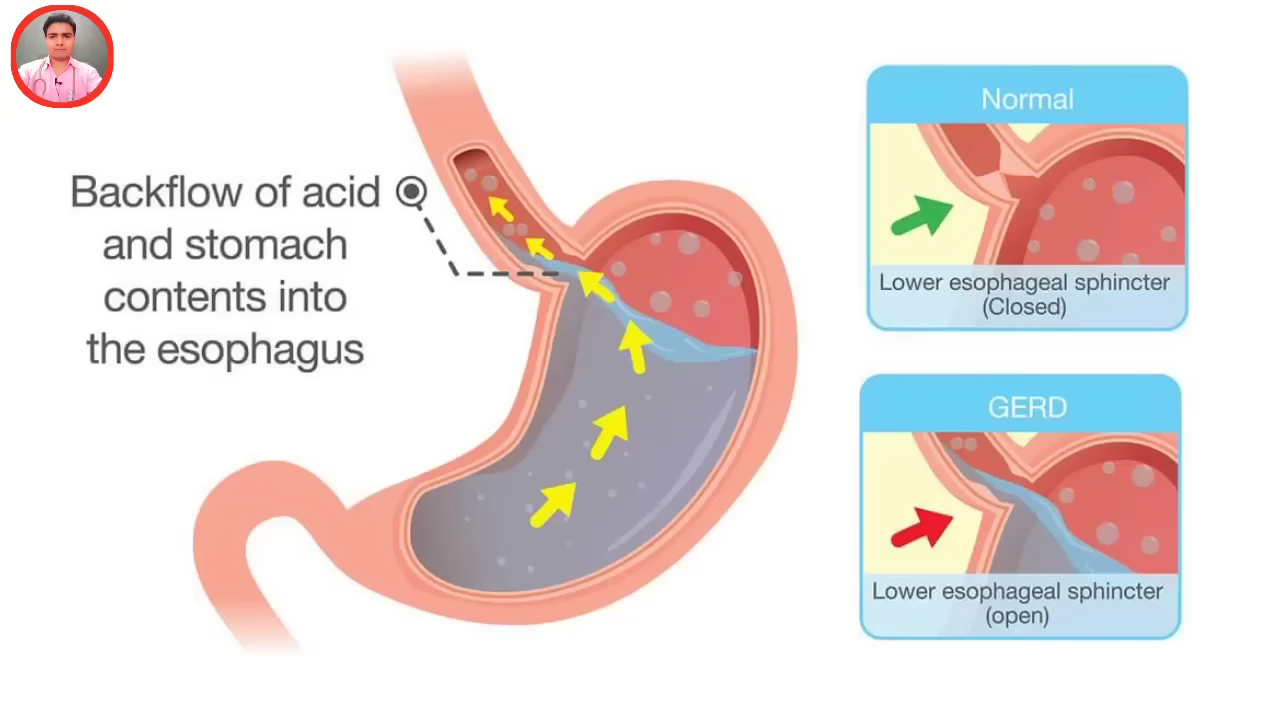 Backflow of acid
and stomach
contents into
the esophagus
Normal
Lower esophageal sphincter
(Closed)
GERD
Lower esophageal sphincter
(open)